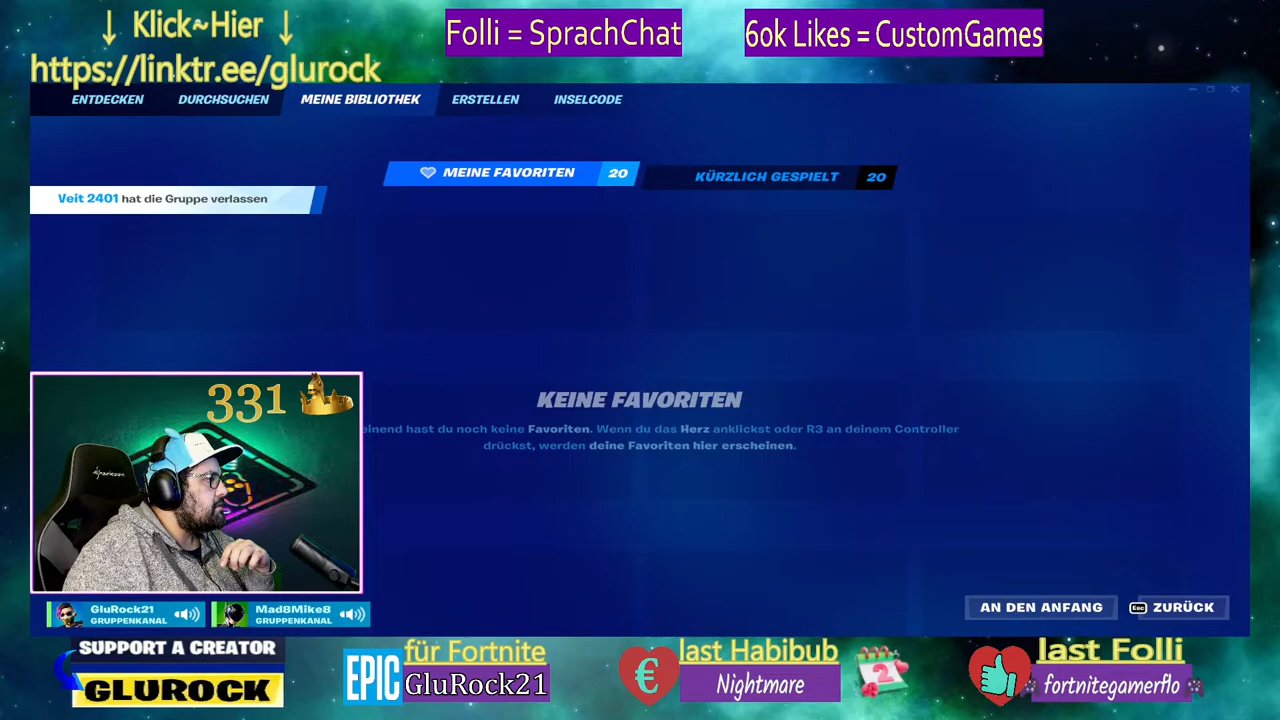 ↓ Klick~Hier ↓
https://linktr.ee/glurock
Folli = SprachChat
60k Likes = CustomGames
ENTDECKEN DURCHSUCHEN MEINE BIBLIOTHEK ERSTELLEN INSELCODE
MEINE FAVORITEN 20
KÜRZLICH GESPIELT 20
Veit 2401 hat die Gruppe verlassen
KEINE FAVORITEN
einend hast du noch keine Favoriten. Wenn du das Herz anklickst oder R3 an deinem Controller
drückst, werden deine Favoriten hier erscheinen.
331
sharkoon
GluRock21
GRUPPENKANAL
Mad8Mike8
GRUPPENKANAL
AN DEN ANFANG
Esc ZURÜCK
SUPPORT A CREATOR
GLUROCK
EPIC
für Fortnite
GluRock21
€
last Habibub
Nightmare
2
last Folli
fortnitegamerflo